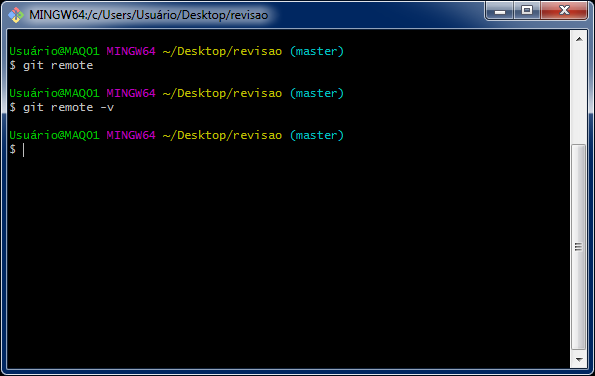 MINGW64:/c/Users/Usuário/Desktop/revisao
Usuário@MAQ01 MINGW64 ~/Desktop/revisao (master)
$ git remote
Usuário@MAQ01 MINGW64 ~/Desktop/revisao (master)
$ git remote -v
Usuário@MAQ01 MINGW64 ~/Desktop/revisao (master)
$